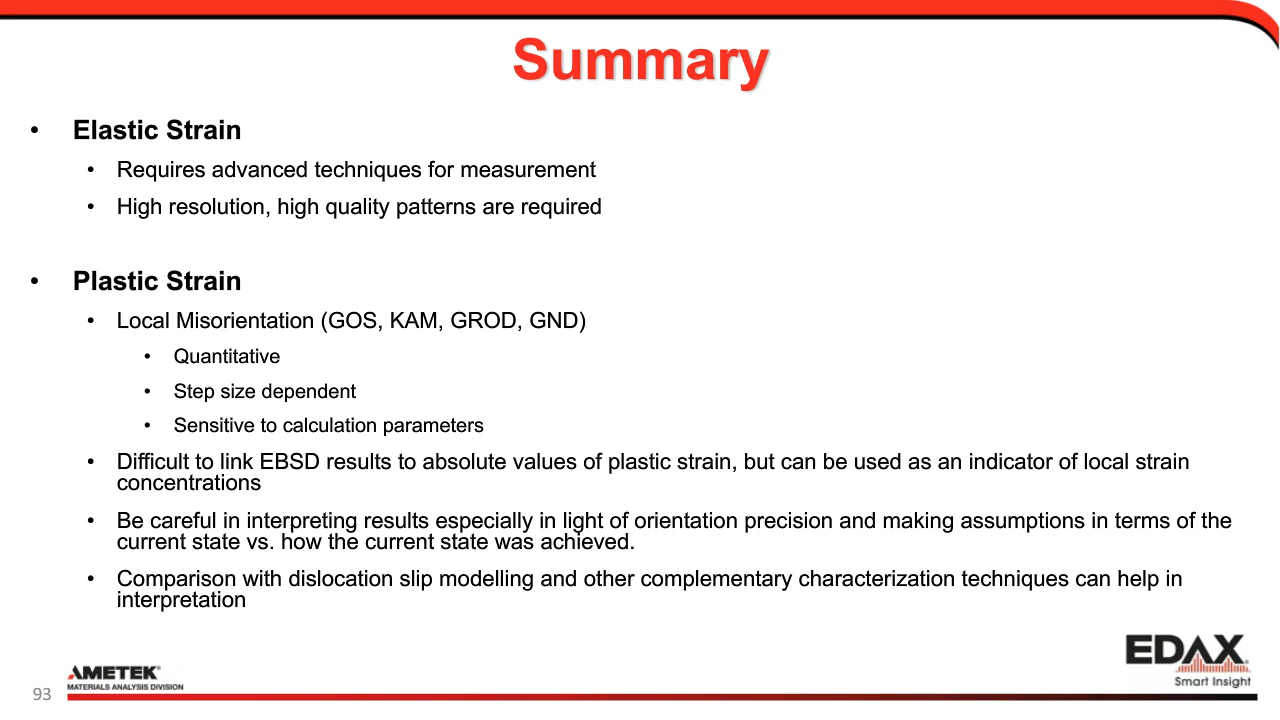 Summary
• Elastic Strain
• Requires advanced techniques for measurement
• High resolution, high quality patterns are required
• Plastic Strain
• Local Misorientation (GOS, KAM, GROD, GND)
• Quantitative
• Step size dependent
• Sensitive to calculation parameters
• Difficult to link EBSD results to absolute values of plastic strain, but can be used as an indicator of local strain
concentrations
• Be careful in interpreting results especially in light of orientation precision and making assumptions in terms of the
current state vs. how the current state was achieved.
• Comparison with dislocation slip modelling and other complementary characterization techniques can help in
interpretation
93
AMETEK®
MATERIALS ANALYSIS DIVISION
EDAX
Smart Insight